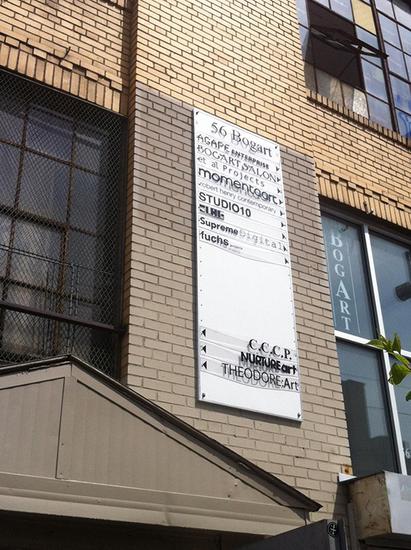 56 Bogart
AGAPE ENTERPRISE
BOGART SALON
et al Projects
momentaart
robert henry contemporary
STUDIO10
Supreme Digital
fuchs
C.C.C.P.
NURTUREart
THEODORE:Art
BOGART